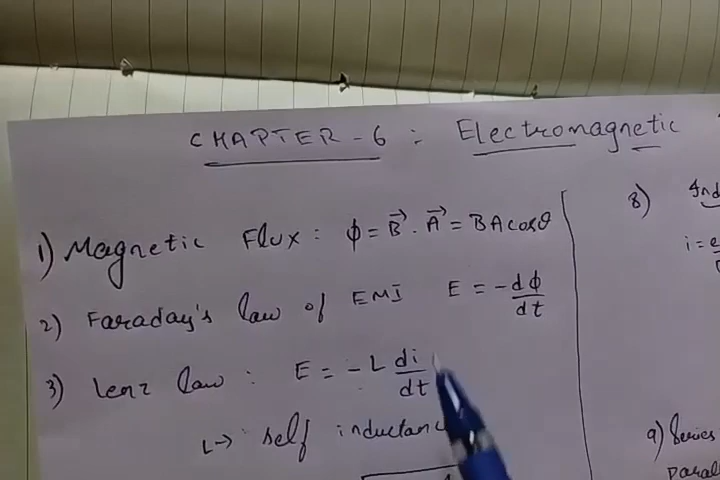 CHAPTER - 6 : Electromagnetic
1) Magnetic Flux : ϕ = B⃗ . A⃗ = BA cosθ
2) Faraday's law of EMI E = -dϕ/dt
3) Lenz law : E = -L di/dt
L→ self inductanc
8)
i =
9) Series